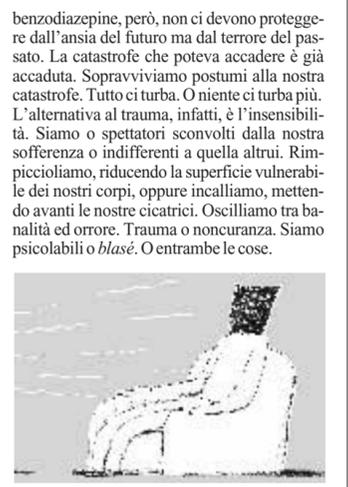 benzodiazepine, però, non ci devono protegge-
re dall'ansia del futuro ma dal terrore del pas-
sato. La catastrofe che poteva accadere è già
accaduta. Sopravviviamo postumi alla nostra
catastrofe. Tutto ci turba. O niente ci turba più.
L'alternativa al trauma, infatti, è l'insensibili-
tà. Siamo o spettatori sconvolti dalla nostra
sofferenza o indifferenti a quella altrui. Rim-
piccioliamo, riducendo la superficie vulnerabi-
le dei nostri corpi, oppure incalliamo, metten-
do avanti le nostre cicatrici. Oscilliamo tra ba-
nalità ed orrore. Trauma o noncuranza. Siamo
psicolabili o blasé. O entrambe le cose.